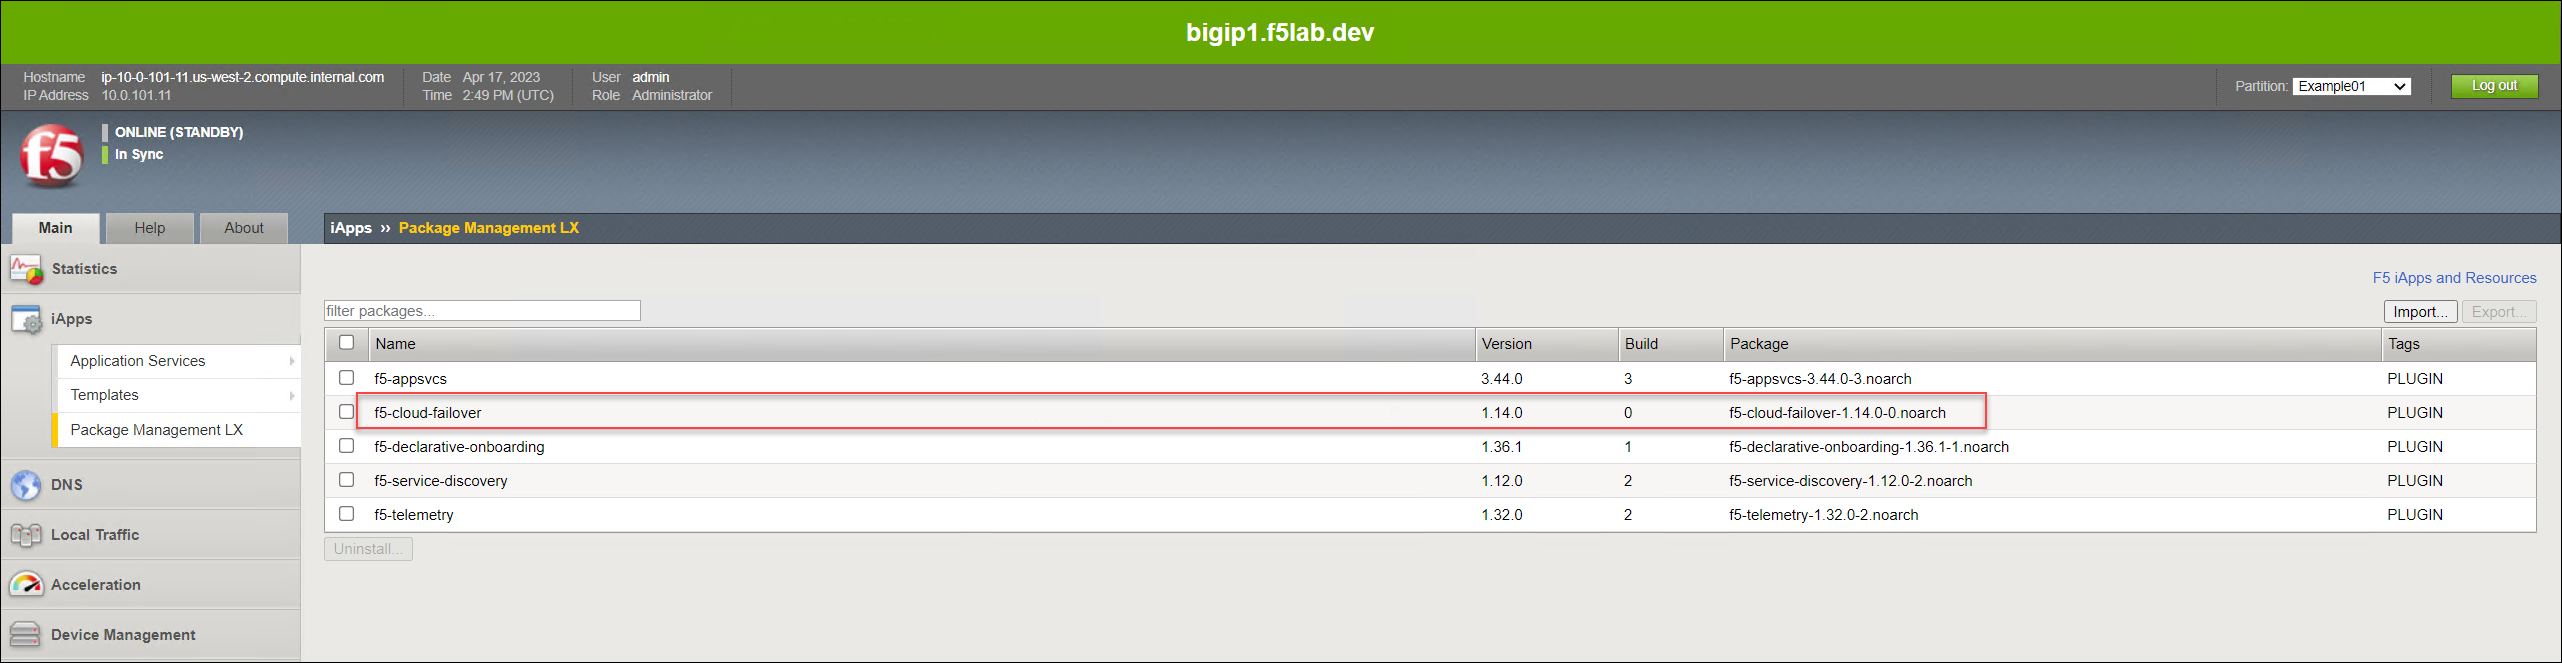 bigip1.f5lab.dev
Hostname ip-10-0-101-11.us-west-2.compute.internal.com Date Apr 17, 2023 User admin
IP Address 10.0.101.11 Time 2:49 PM (UTC) Role Administrator
Partition: Example01 Log out
f5
ONLINE (STANDBY)
In Sync
Main Help About
iApps ›› Package Management LX
Statistics
iApps
Application Services
Templates
Package Management LX
DNS
Local Traffic
Acceleration
Device Management
F5 iApps and Resources
filter packages...
Import... Export...
Name Version Build Package Tags
f5-appsvcs 3.44.0 3 f5-appsvcs-3.44.0-3.noarch PLUGIN
f5-cloud-failover 1.14.0 0 f5-cloud-failover-1.14.0-0.noarch PLUGIN
f5-declarative-onboarding 1.36.1 1 f5-declarative-onboarding-1.36.1-1.noarch PLUGIN
f5-service-discovery 1.12.0 2 f5-service-discovery-1.12.0-2.noarch PLUGIN
f5-telemetry 1.32.0 2 f5-telemetry-1.32.0-2.noarch PLUGIN
Uninstall...